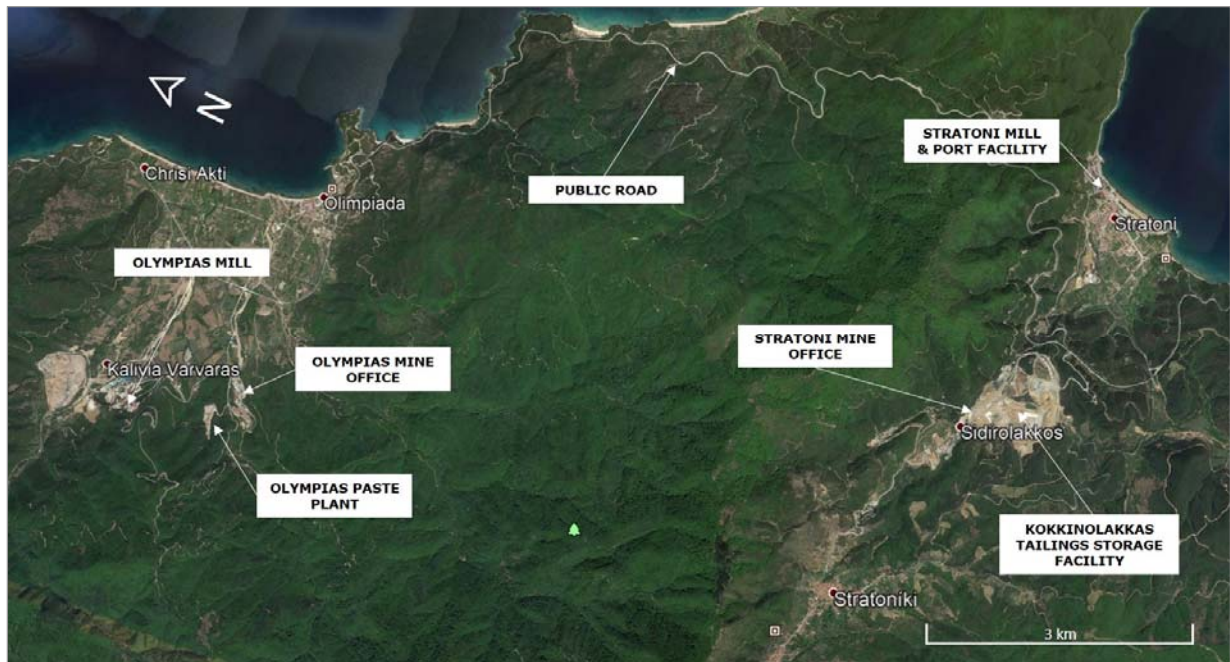 N
STRATONI MILL
& PORT FACILITY
Chrisi Akti
PUBLIC ROAD
Olimpiada
Stratoni
OLYMPIAS MILL
STRATONI MINE
OFFICE
Kalivia Varvaras
OLYMPIAS MINE
OFFICE
Sidirolakkos
OLYMPIAS PASTE
PLANT
KOKKINOLAKKAS
TAILINGS STORAGE
FACILITY
Stratoniki
3 km